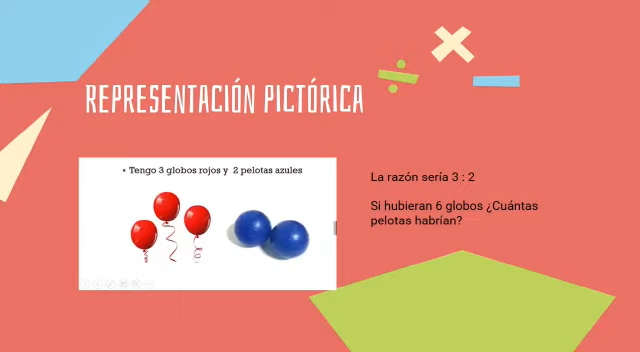 REPRESENTACIÓN PICTÓRICA
• Tengo 3 globos rojos y 2 pelotas azules
La razón sería 3 : 2
Si hubieran 6 globos ¿Cuántas
pelotas habrían?